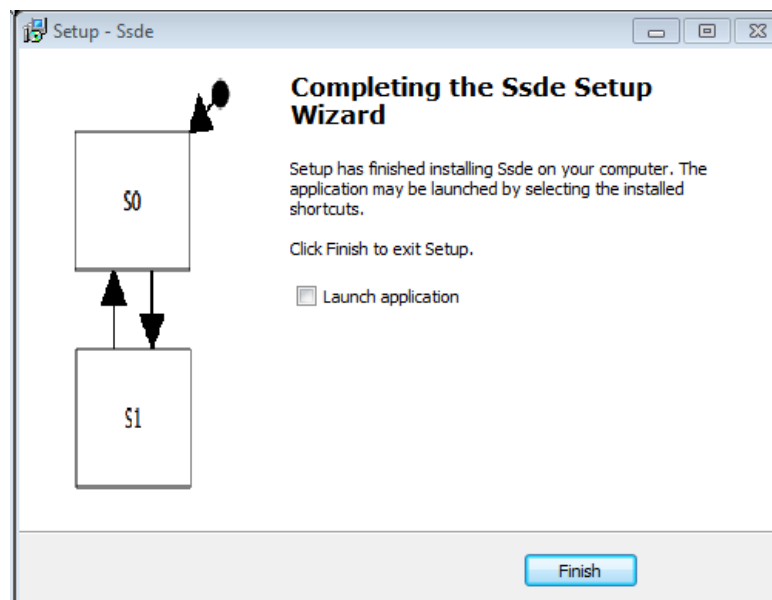 Setup - Ssde
S0
S1
Completing the Ssde Setup
Wizard
Setup has finished installing Ssde on your computer. The
application may be launched by selecting the installed
shortcuts.
Click Finish to exit Setup.
Launch application
Finish